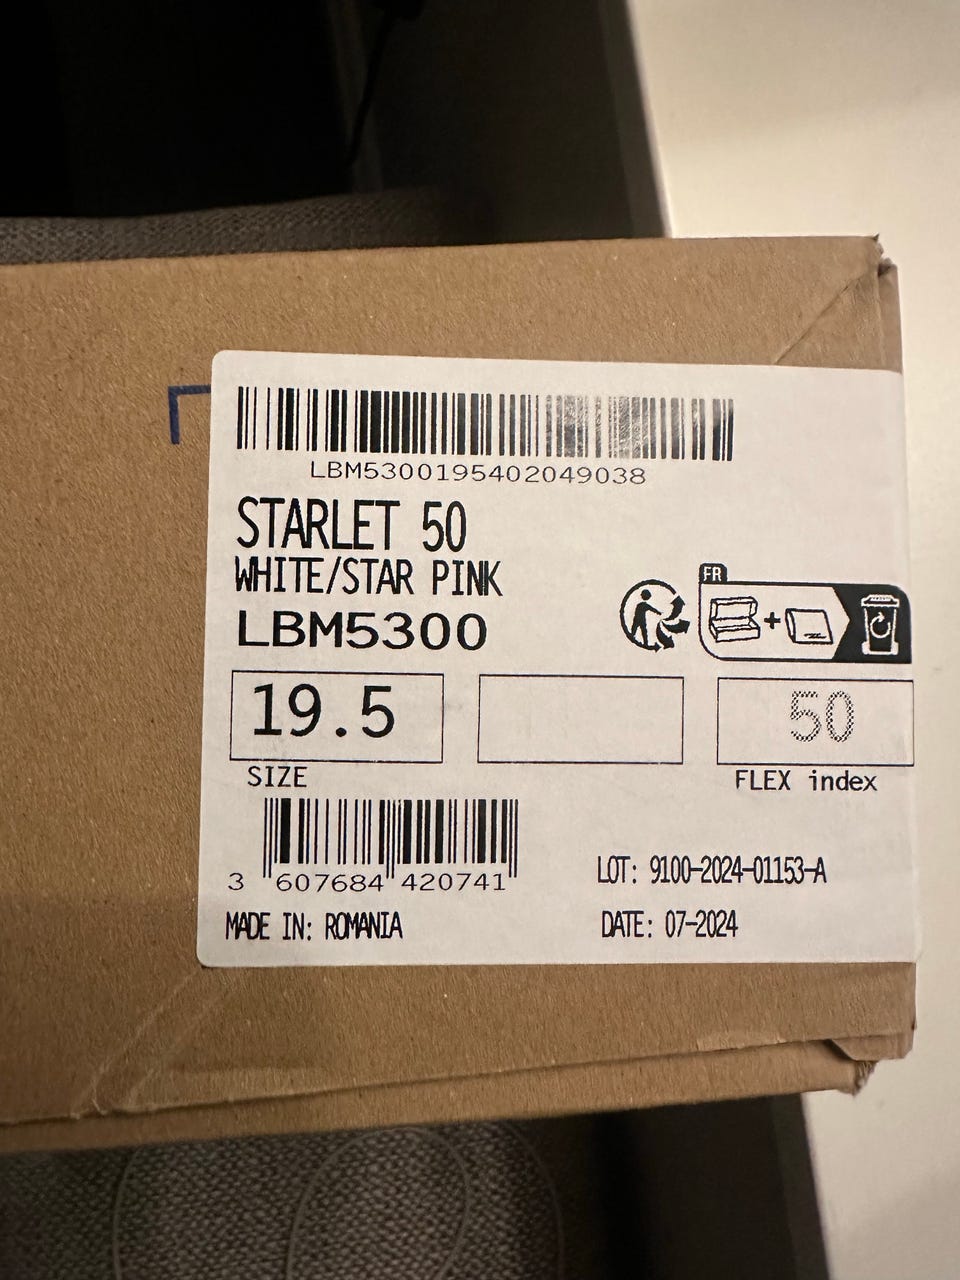 LBM5300195402049038
STARLET 50
WHITE/STAR PINK
LBM5300
FR
19.5
50
SIZE
FLEX index
3 607684 420741
LOT: 9100-2024-01153-A
MADE IN: ROMANIA
DATE: 07-2024